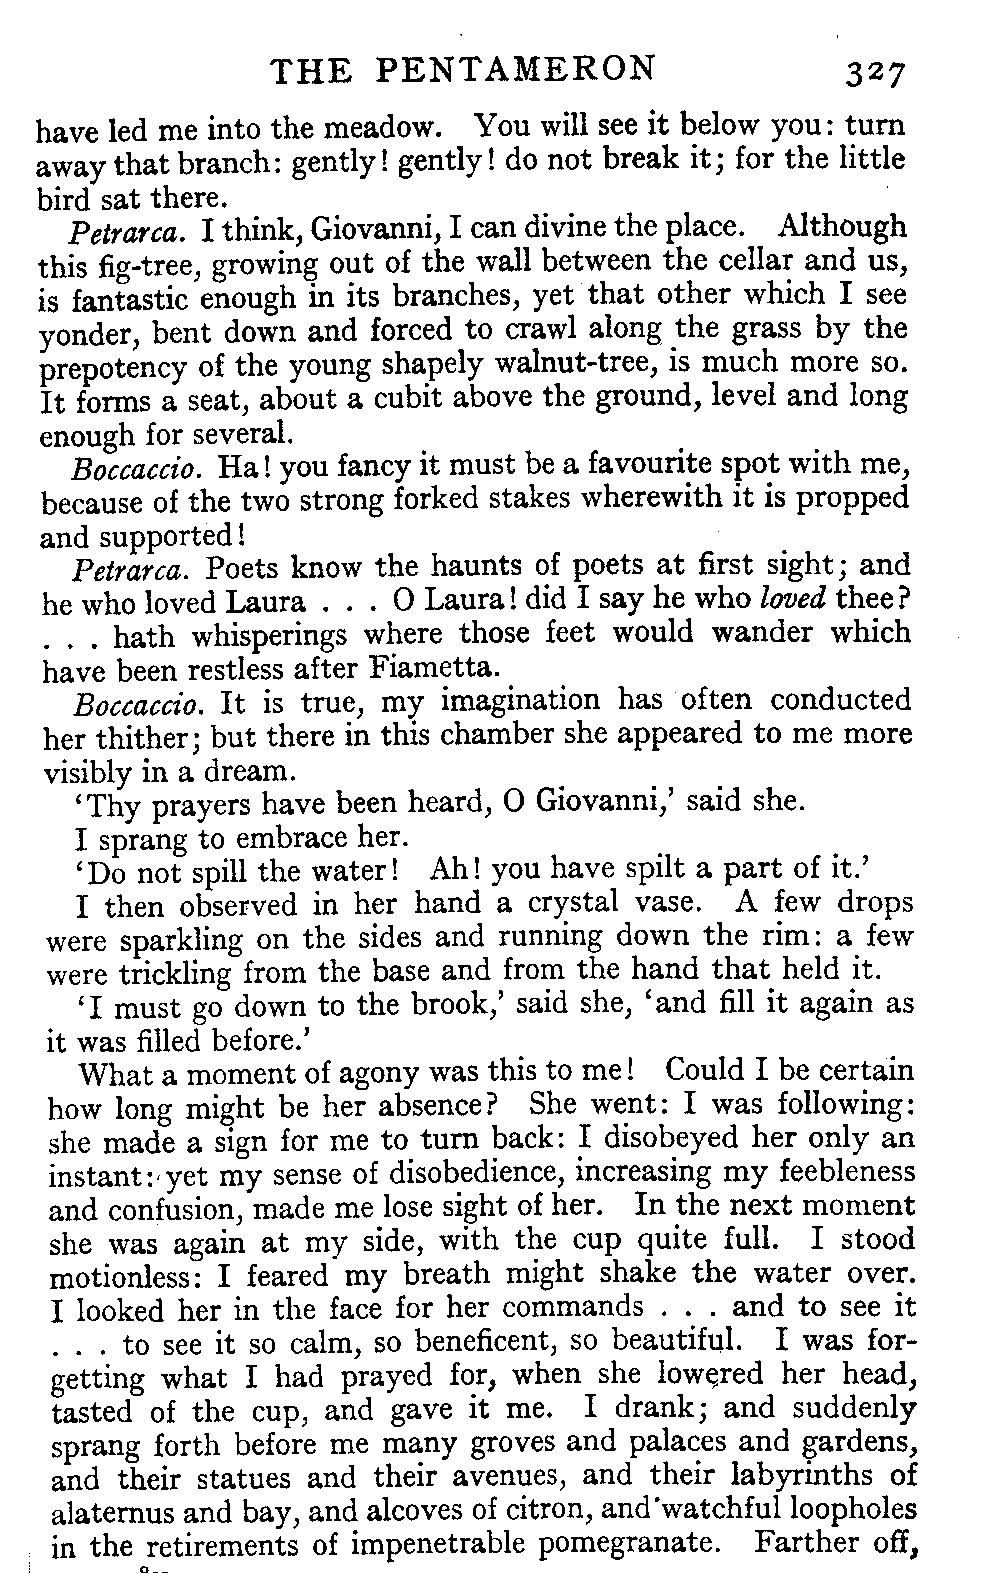 THE PENTAMERON 327
have led me into the meadow. You will see it below you: turn
away that branch: gently! gently! do not break it; for the little
bird sat there.
Petrarca. I think, Giovanni, I can divine the place. Although
this fig-tree, growing out of the wall between the cellar and us,
is fantastic enough in its branches, yet that other which I see
yonder, bent down and forced to crawl along the grass by the
prepotency of the young shapely walnut-tree, is much more so.
It forms a seat, about a cubit above the ground, level and long
enough for several.
Boccaccio. Ha! you fancy it must be a favourite spot with me,
because of the two strong forked stakes wherewith it is propped
and supported!
Petrarca. Poets know the haunts of poets at first sight; and
he who loved Laura . . . O Laura! did I say he who loved thee?
. . . hath whisperings where those feet would wander which
have been restless after Fiametta.
Boccaccio. It is true, my imagination has often conducted
her thither; but there in this chamber she appeared to me more
visibly in a dream.
‘Thy prayers have been heard, O Giovanni,’ said she.
I sprang to embrace her.
‘Do not spill the water! Ah! you have spilt a part of it.’
I then observed in her hand a crystal vase. A few drops
were sparkling on the sides and running down the rim: a few
were trickling from the base and from the hand that held it.
‘I must go down to the brook,’ said she, ‘and fill it again as
it was filled before.’
What a moment of agony was this to me! Could I be certain
how long might be her absence? She went: I was following:
she made a sign for me to turn back: I disobeyed her only an
instant: yet my sense of disobedience, increasing my feebleness
and confusion, made me lose sight of her. In the next moment
she was again at my side, with the cup quite full. I stood
motionless: I feared my breath might shake the water over.
I looked her in the face for her commands . . . and to see it
. . . to see it so calm, so beneficent, so beautiful. I was for-
getting what I had prayed for, when she lowered her head,
tasted of the cup, and gave it me. I drank; and suddenly
sprang forth before me many groves and palaces and gardens,
and their statues and their avenues, and their labyrinths of
alaternus and bay, and alcoves of citron, and watchful loopholes
in the retirements of impenetrable pomegranate. Farther off,